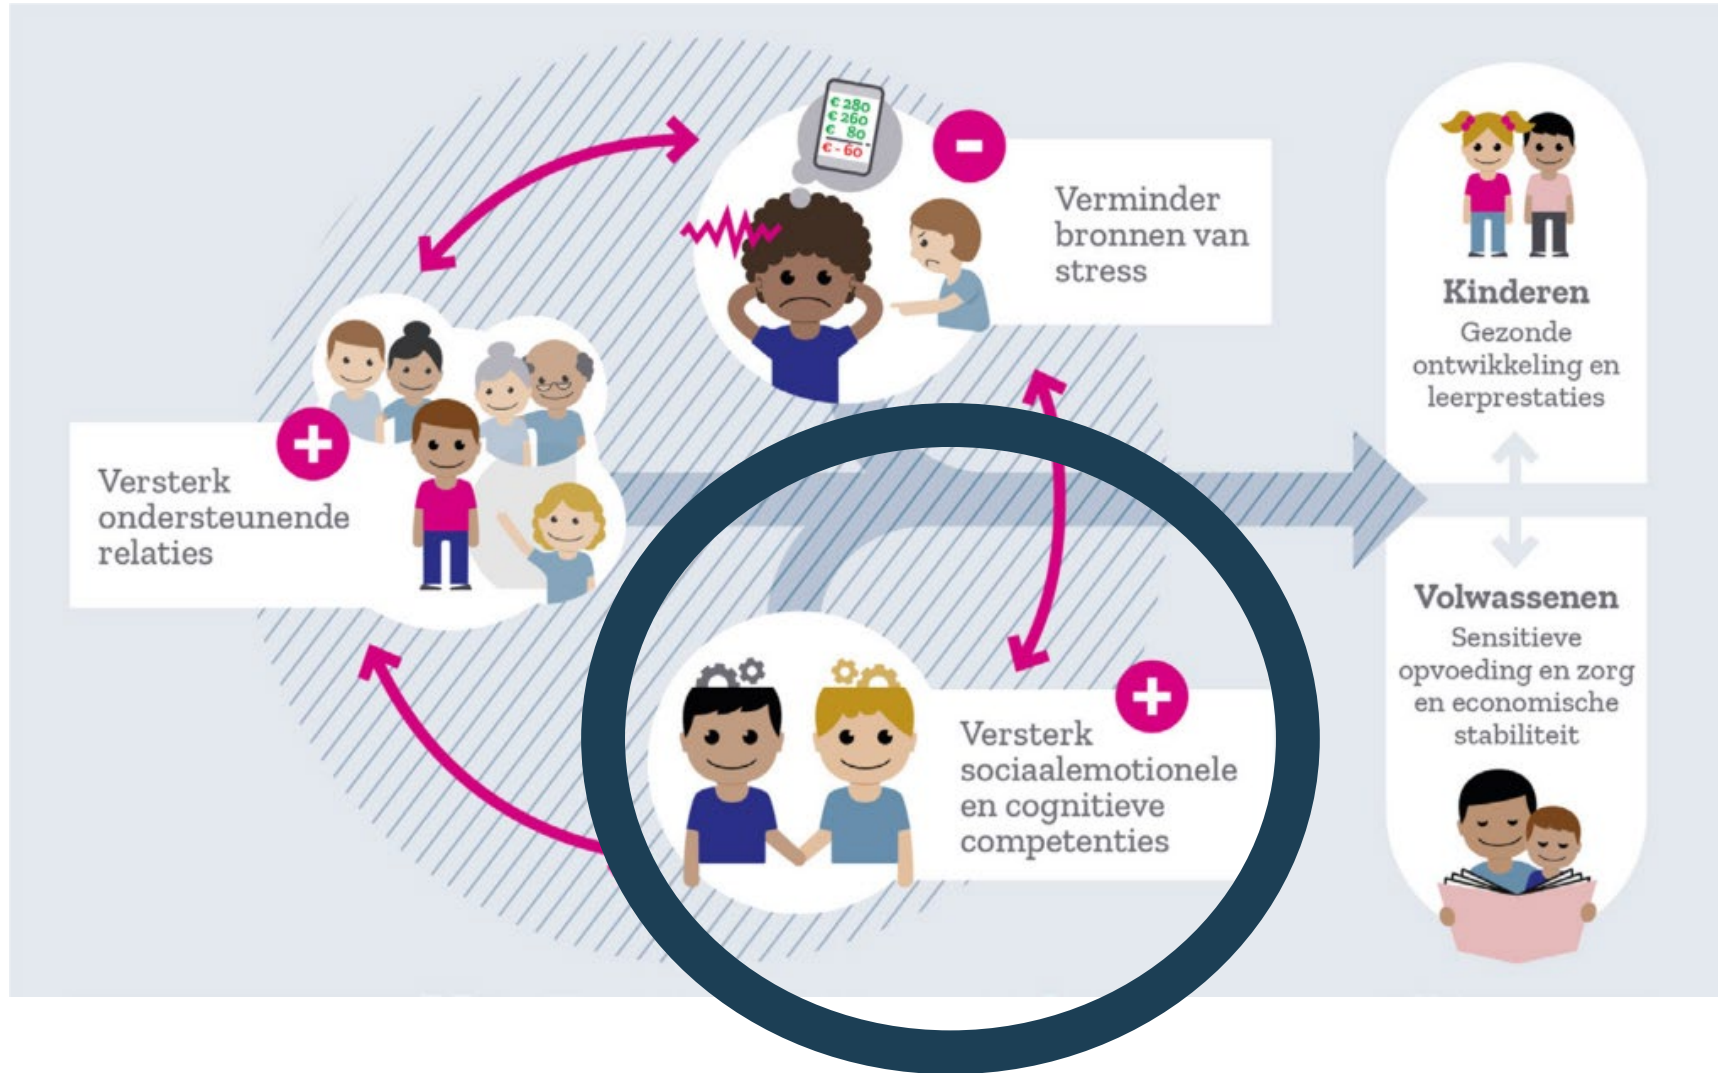 € 280
€ 260
€ 80
€ - 60
Verminder
bronnen van
stress
Versterk
ondersteunende
relaties
Versterk
sociaalemotionele
en cognitieve
competenties
Kinderen
Gezonde
ontwikkeling en
leerprestaties
Volwassenen
Sensitieve
opvoeding en zorg
en economische
stabiliteit